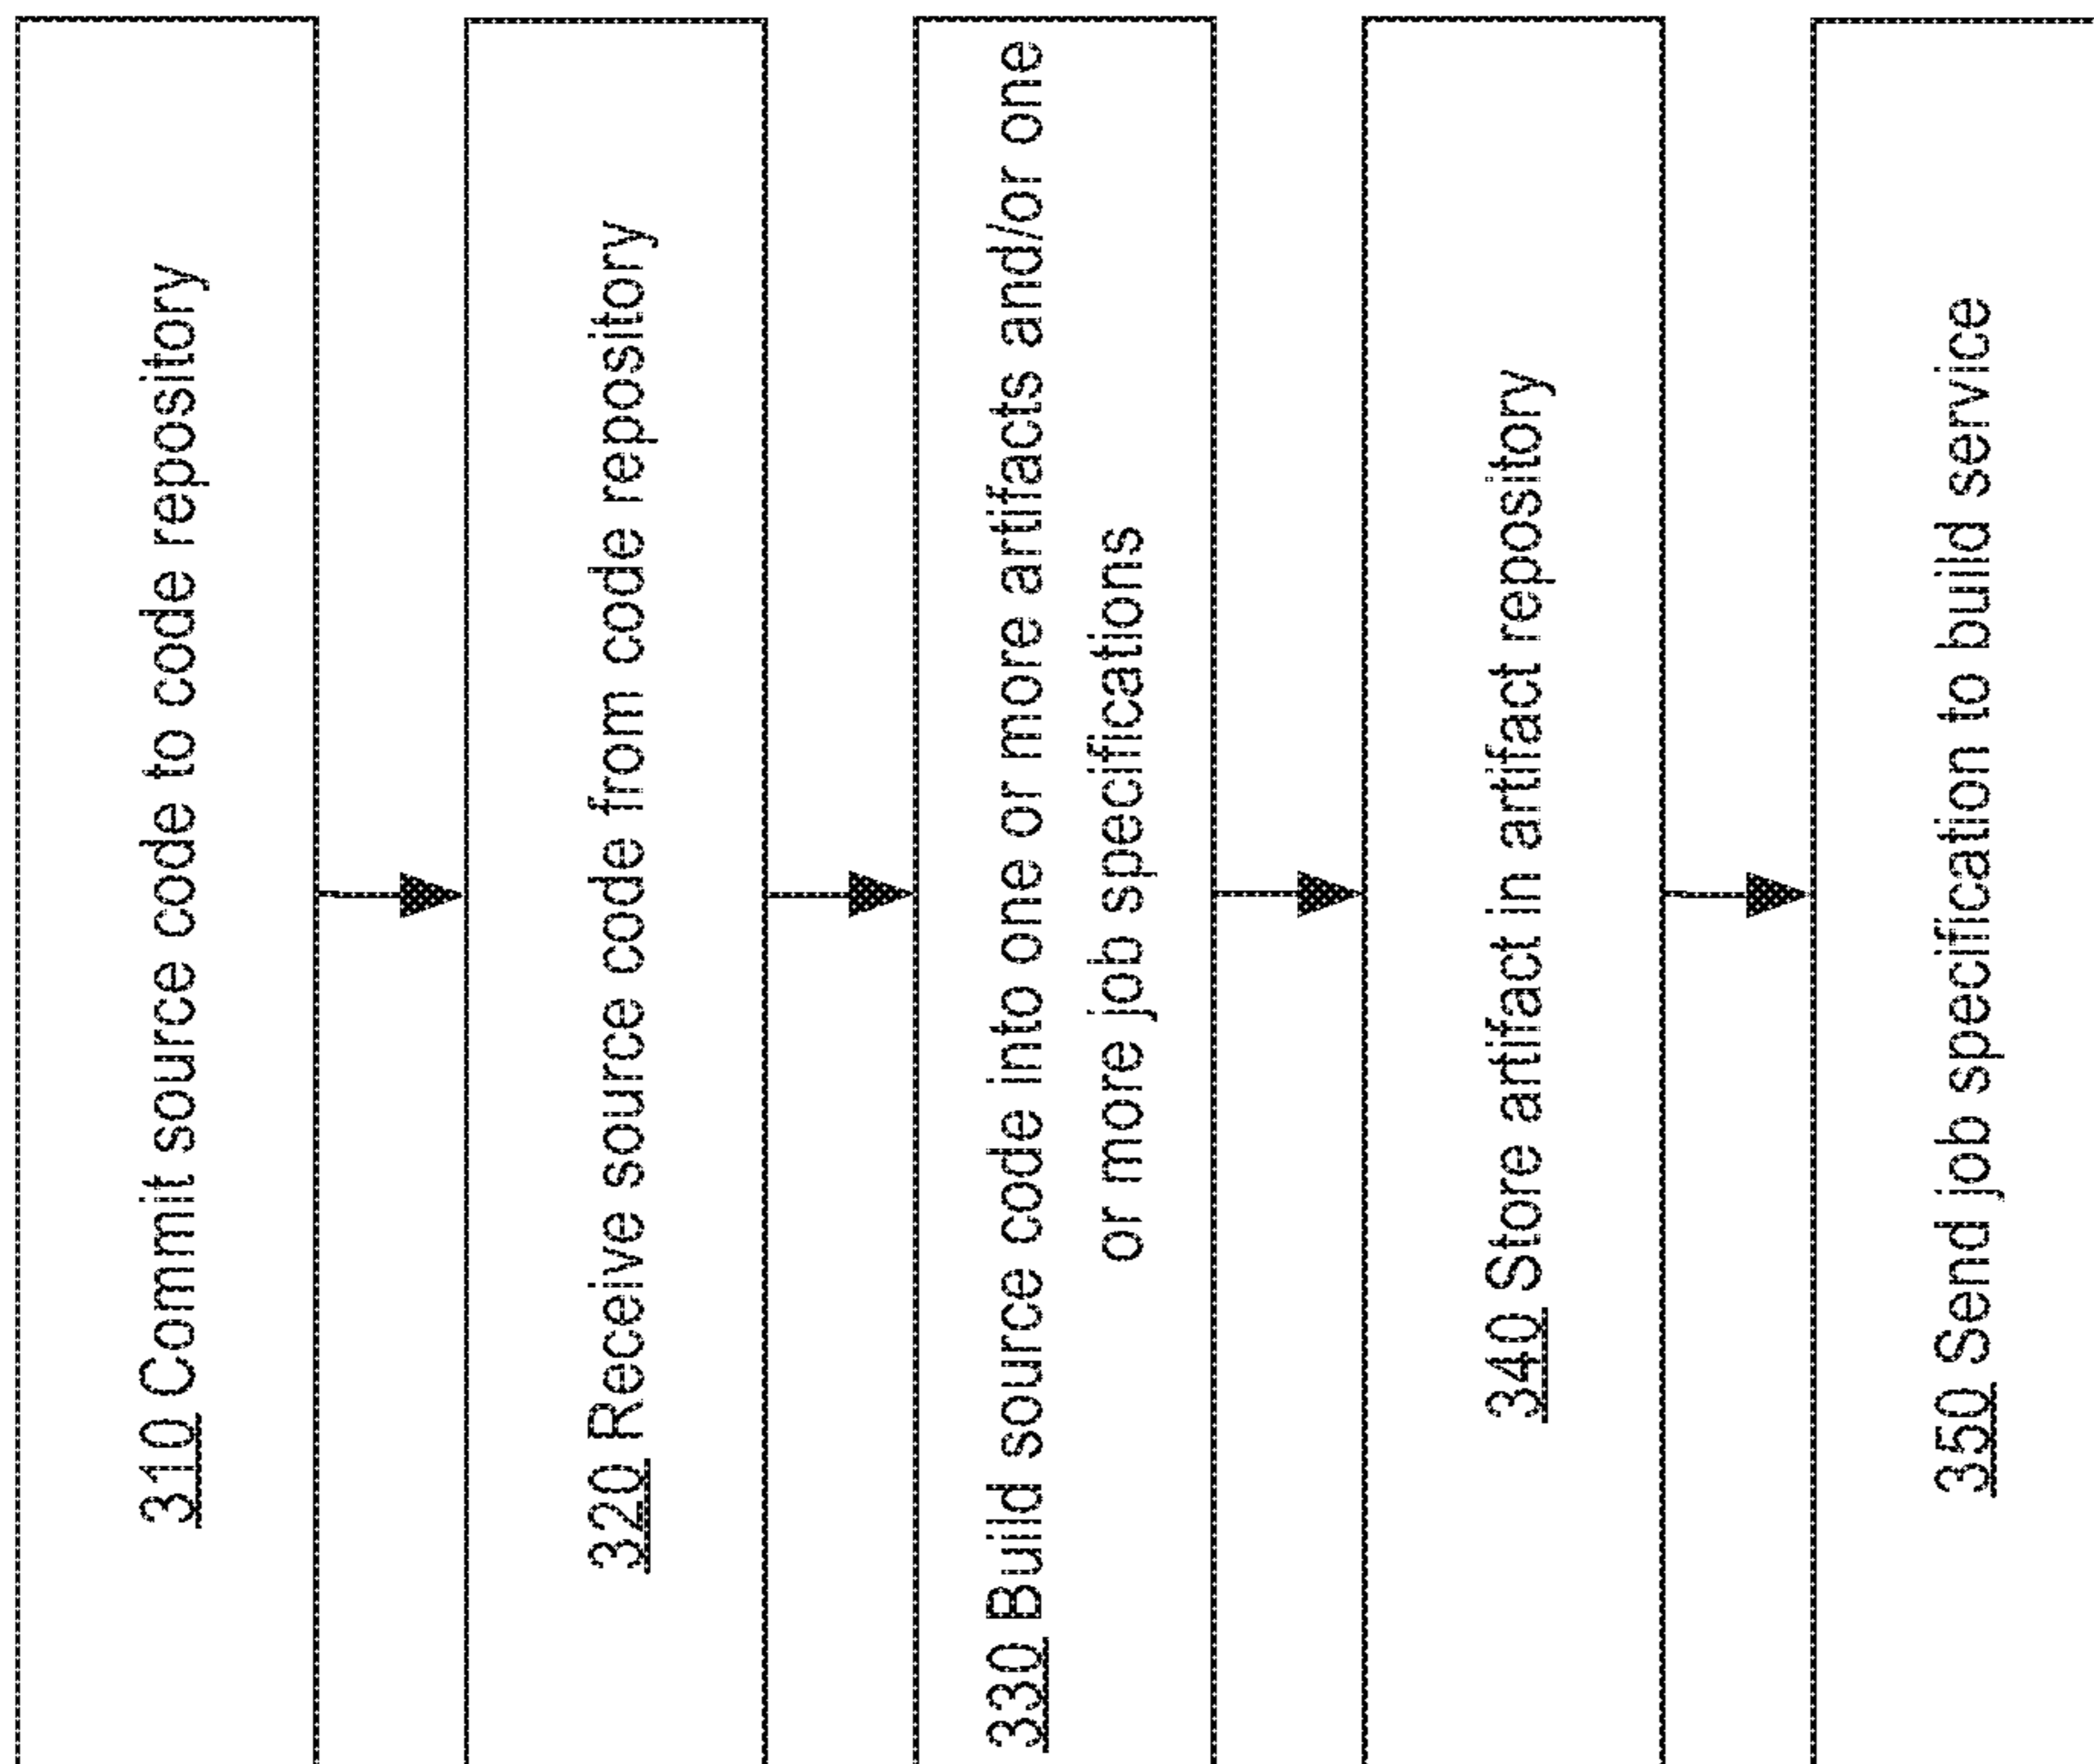 310 Commit source code to code repository
320 Receive source code from code repository
330 Build source code into one or more artifacts and/or one
or more job specifications
340 Store artifact in artifact repository
350 Send job specification to build service